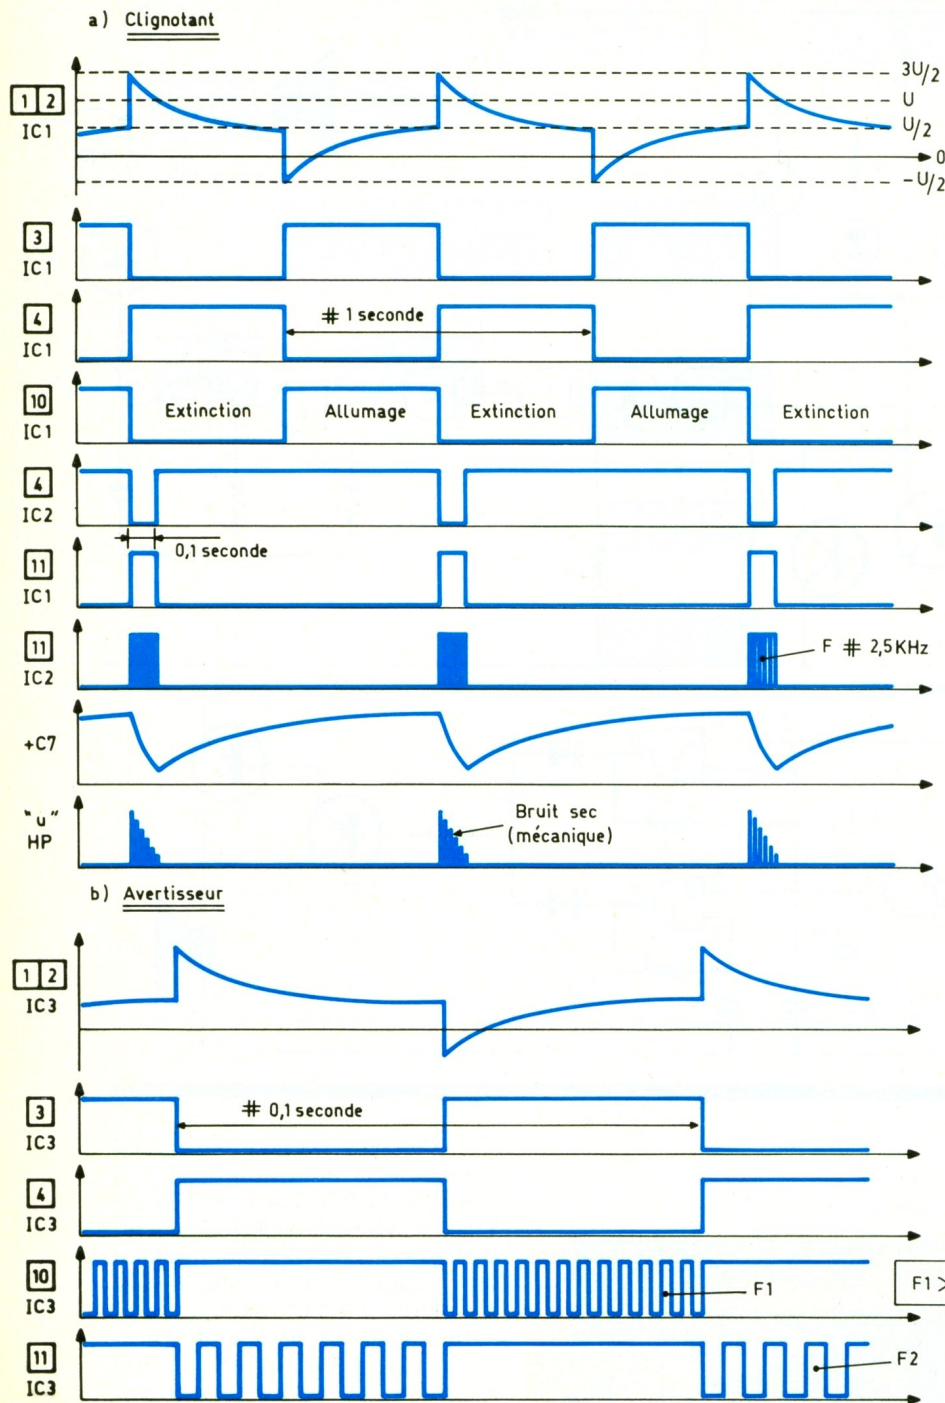 a) Clignotant
3U/2
1 2
U
IC1
U/2
0
-U/2
3
IC1
4
# 1 seconde
IC1
10
Extinction Allumage Extinction Allumage Extinction
IC1
4
IC2
0,1 seconde
11
IC1
11
F # 2,5KHz
IC2
+C7
"u"
Bruit sec
HP
(mécanique)
b) Avertisseur
1 2
IC3
3
# 0,1 seconde
IC3
4
IC3
10
F1
F1 >
IC3
11
F2
IC3